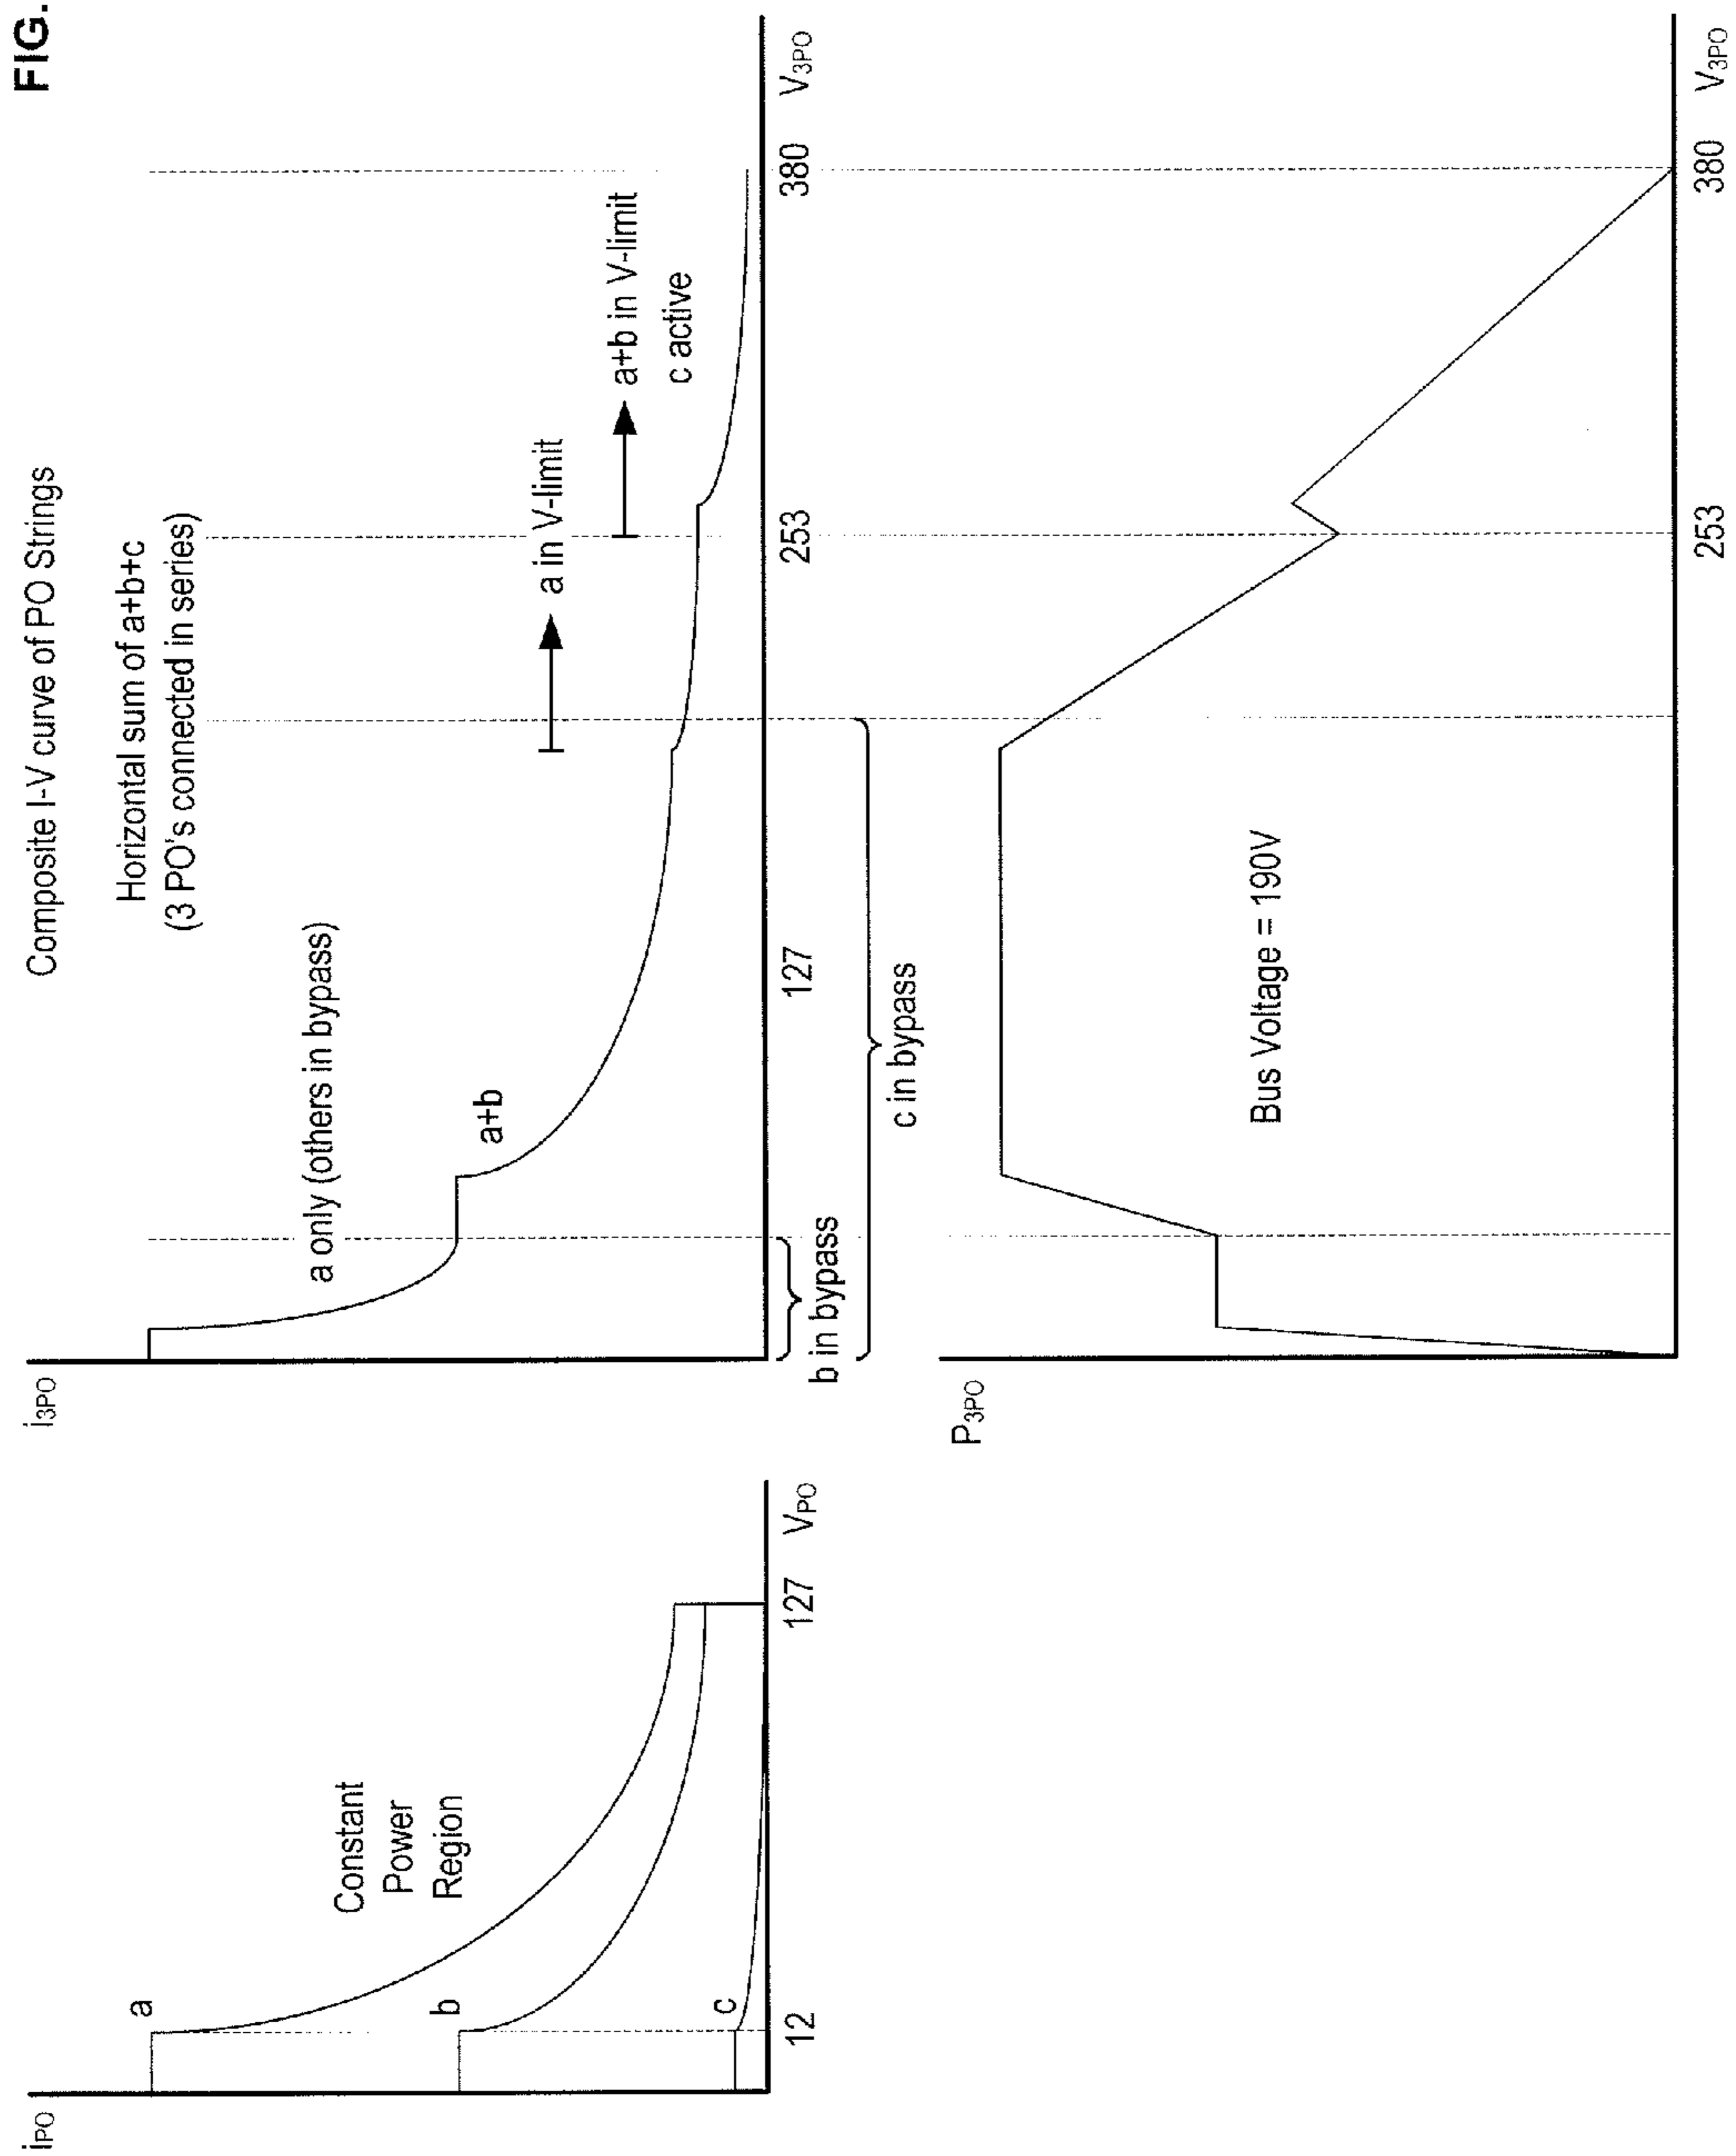 FIG.
Composite I-V curve of PO Strings
Horizontal sum of a+b+c
(3 PO's connected in series)
iPO
a
b
c
Constant
Power
Region
12
127
VPO
i3PO
a only (others in bypass)
a+b
a in V-limit
a+b in V-limit
c active
127
253
380
V3PO
b in bypass
c in bypass
P3PO
Bus Voltage = 190V
253
380
V3PO